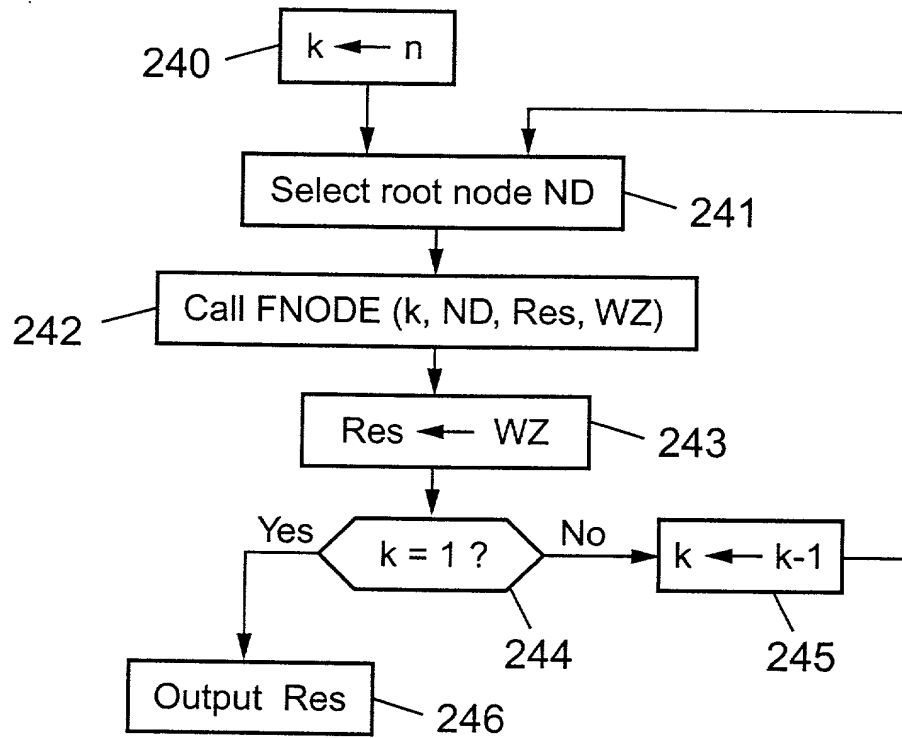 240
k ← n
Select root node ND
241
Call FNODE (k, ND, Res, WZ)
242
Res ← WZ
243
Yes
k = 1 ?
No
k ← k-1
244
245
Output Res
246